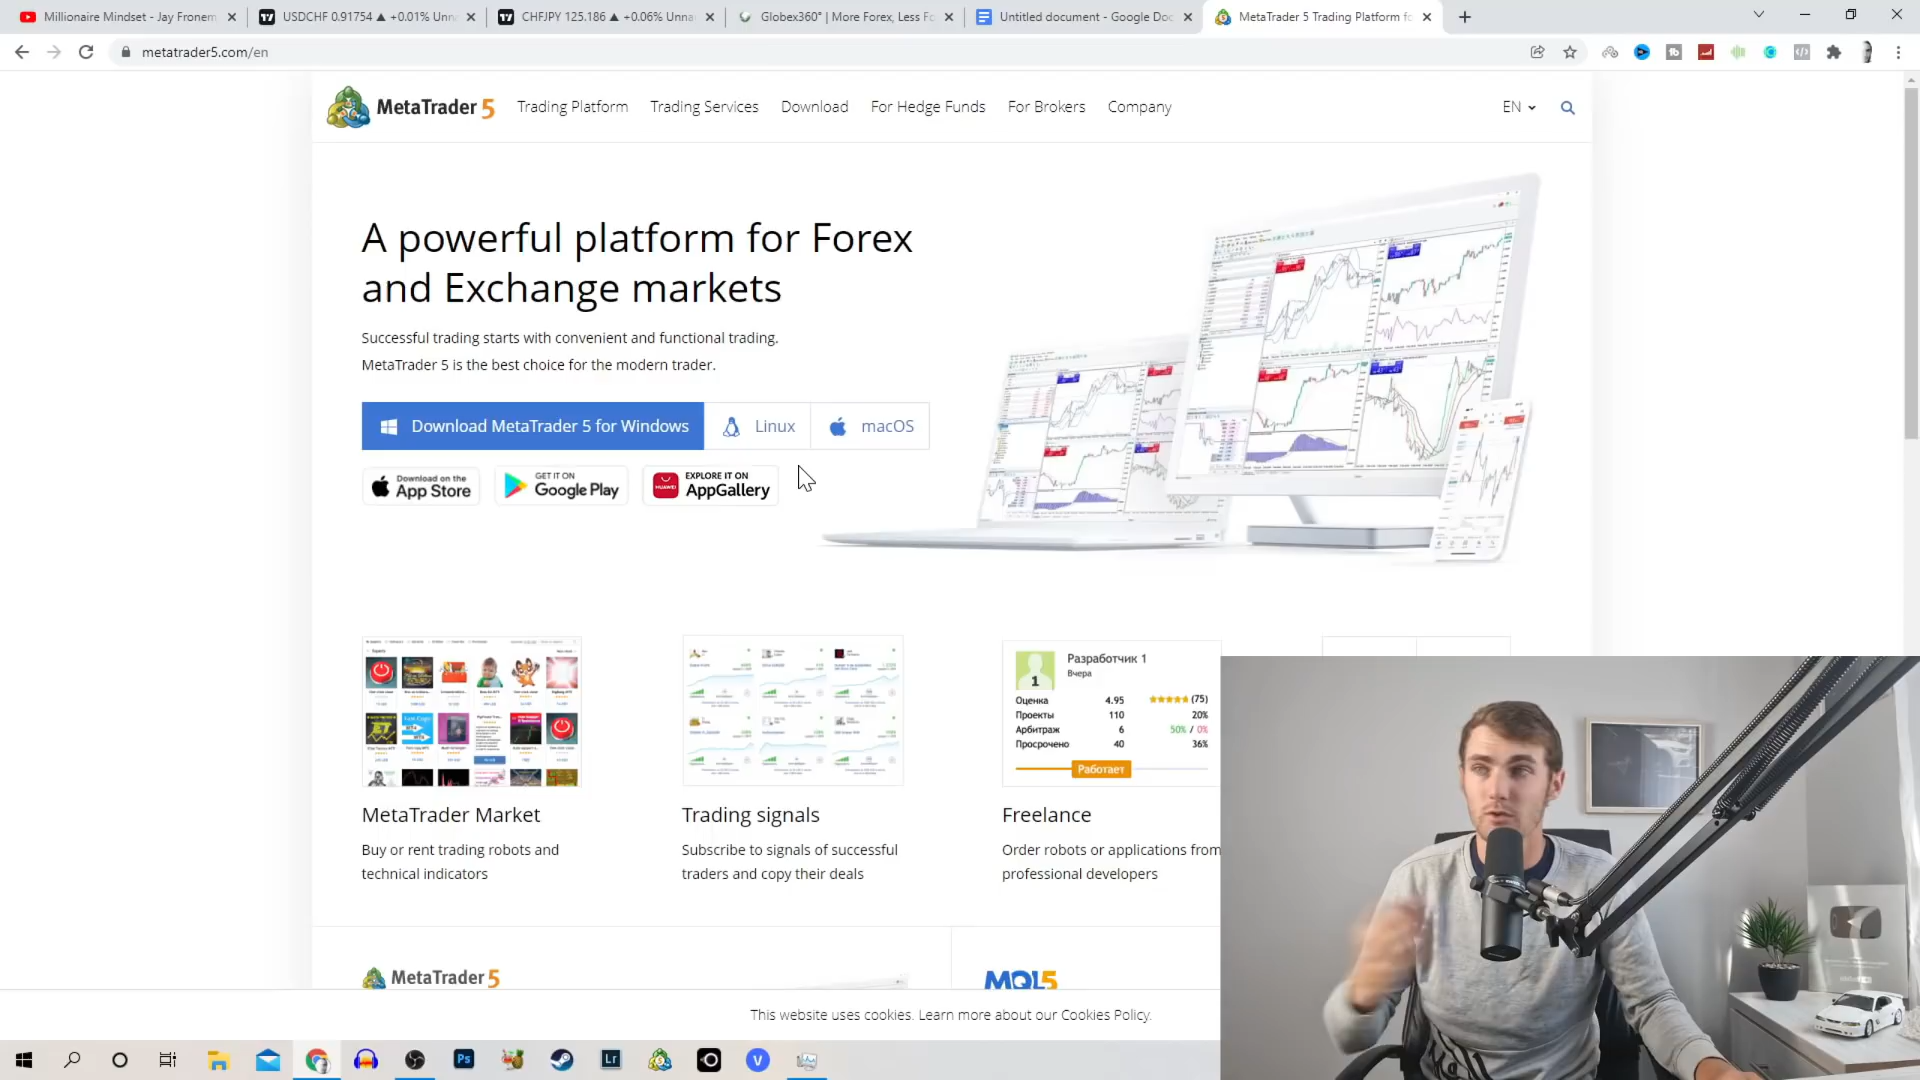 Millionaire Mindset - Jay Fronem
USDCHF 0.91754 ▲ +0.01% Unna
CHFJPY 125.186 ▲ +0.06% Unna
Globex360° | More Forex, Less Fo
Untitled document - Google Doc
MetaTrader 5 Trading Platform fo
metatrader5.com/en
MetaTrader 5
Trading Platform
Trading Services
Download
For Hedge Funds
For Brokers
Company
EN
A powerful platform for Forex
and Exchange markets
Successful trading starts with convenient and functional trading.
MetaTrader 5 is the best choice for the modern trader.
Download MetaTrader 5 for Windows
Linux
macOS
Download on the
App Store
GET IT ON
Google Play
HUAWEI
EXPLORE IT ON
AppGallery
1
Разработчик 1
Вчера
Оценка 4.95 (75)
Проекты 110 20%
Арбитраж 6 50% / 0%
Просрочено 40 36%
Работает
MetaTrader Market
Buy or rent trading robots and
technical indicators
Trading signals
Subscribe to signals of successful
traders and copy their deals
Freelance
Order robots or applications from
professional developers
MetaTrader 5
MQL5
This website uses cookies. Learn more about our Cookies Policy.
Ps
Lr
V